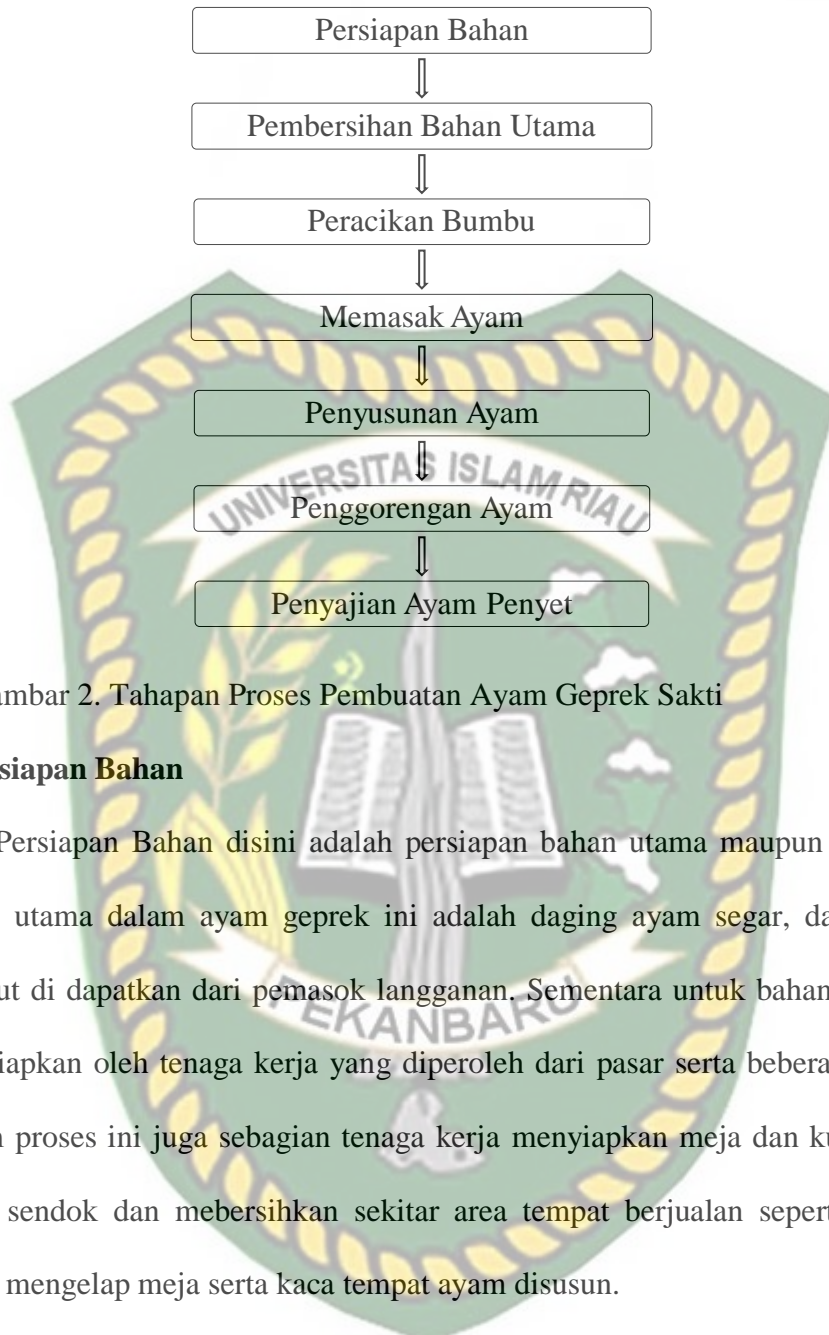 Persiapan Bahan
Pembersihan Bahan Utama
Peracikan Bumbu
Memasak Ayam
Penyusunan Ayam
UNIVERSITAS ISLAM RIAU
Penggorengan Ayam
Penyajian Ayam Penyet
ambar 2. Tahapan Proses Pembuatan Ayam Geprek Sakti
siapan Bahan
Persiapan Bahan disini adalah persiapan bahan utama maupun
utama dalam ayam geprek ini adalah daging ayam segar, da
ut di dapatkan dari pemasok langganan. Sementara untuk bahan
PEKANBARU
iapkan oleh tenaga kerja yang diperoleh dari pasar serta bebera
n proses ini juga sebagian tenaga kerja menyiapkan meja dan ku
sendok dan mebersihkan sekitar area tempat berjualan sepert
mengelap meja serta kaca tempat ayam disusun.